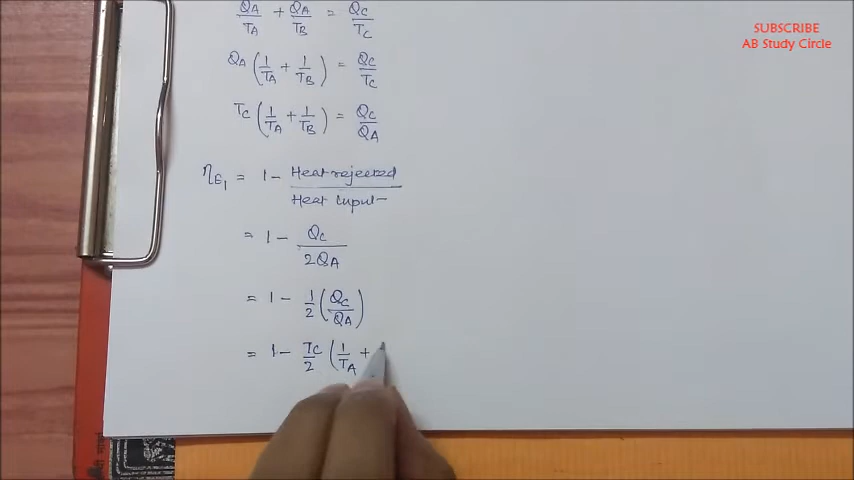 SUBSCRIBE
AB Study Circle
Q_A/T_A + Q_A/T_B = Q_C/T_C
Q_A (1/T_A + 1/T_B) = Q_C/T_C
T_C (1/T_A + 1/T_B) = Q_C/Q_A
η_E1 = 1 - Heat rejected/Heat input
= 1 - Q_C/2Q_A
= 1 - 1/2 (Q_C/Q_A)
= 1 - T_C/2 (1/T_A +